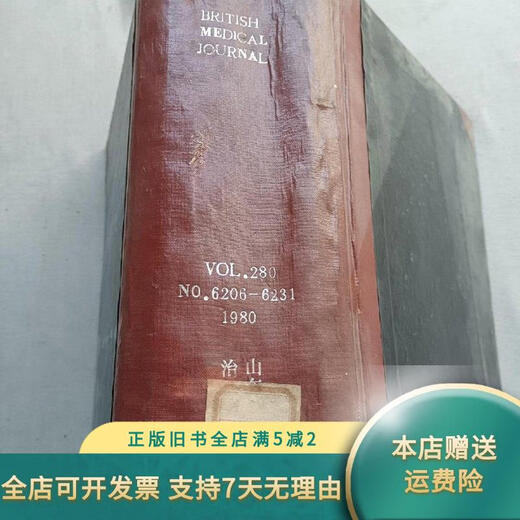 BRITISH
MEDICAL
JOURNAL
VOL.280
NO.6206-6231
1980
治 山
正版旧书全店满5减2
全店可开发票 支持7天无理由
本店赠送
运费险